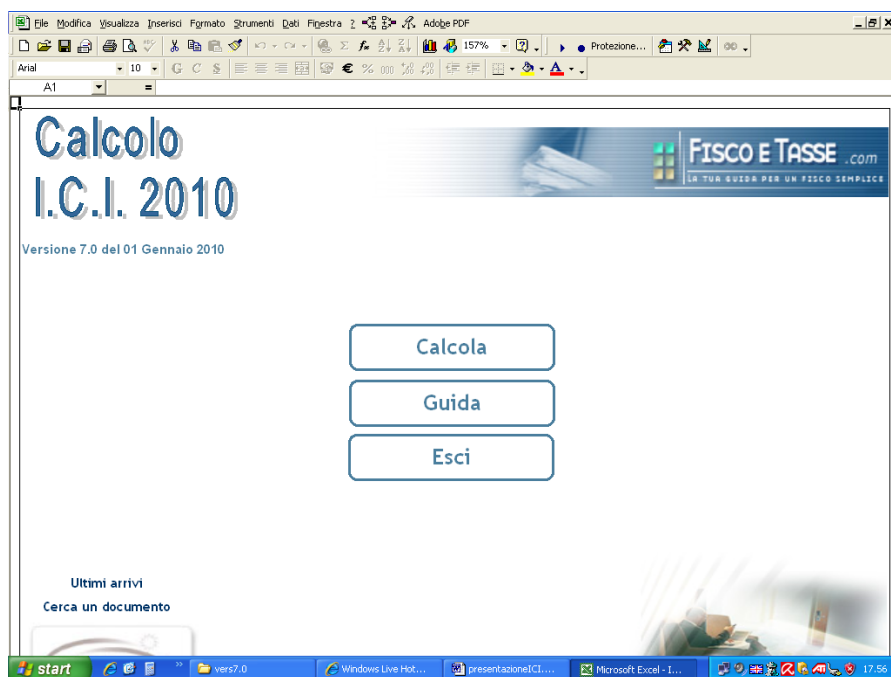 File Modifica Visualizza Inserisci Formato Strumenti Dati Finestra ? Adobe PDF
157% Protezione...
Arial 10 G C S € % 000
A1 =
Calcolo
I.C.I. 2010
FISCO E TASSE .com
LA TUA GUIDA PER UN FISCO SEMPLICE
Versione 7.0 del 01 Gennaio 2010
Calcola
Guida
Esci
Ultimi arrivi
Cerca un documento
start vers7.0 Windows Live Hot... presentazioneICI.... Microsoft Excel - I... 17.56